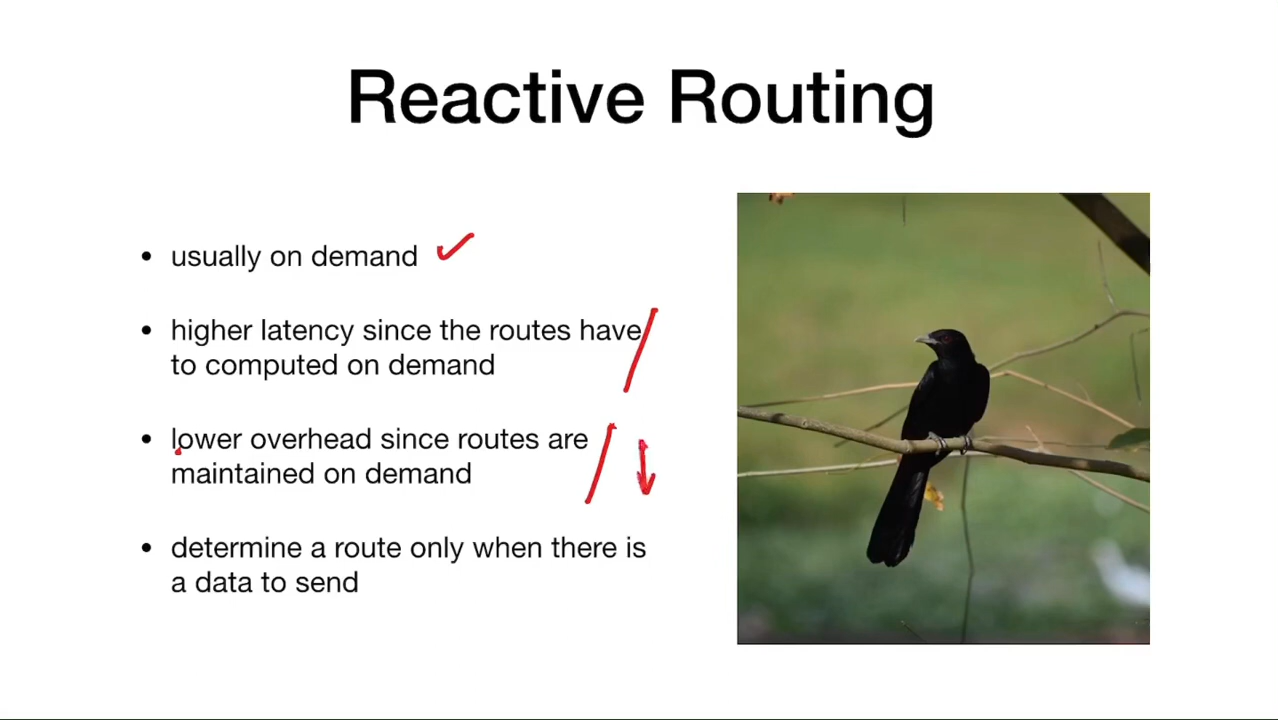 Reactive Routing
• usually on demand
• higher latency since the routes have
to computed on demand
• lower overhead since routes are
maintained on demand
• determine a route only when there is
a data to send